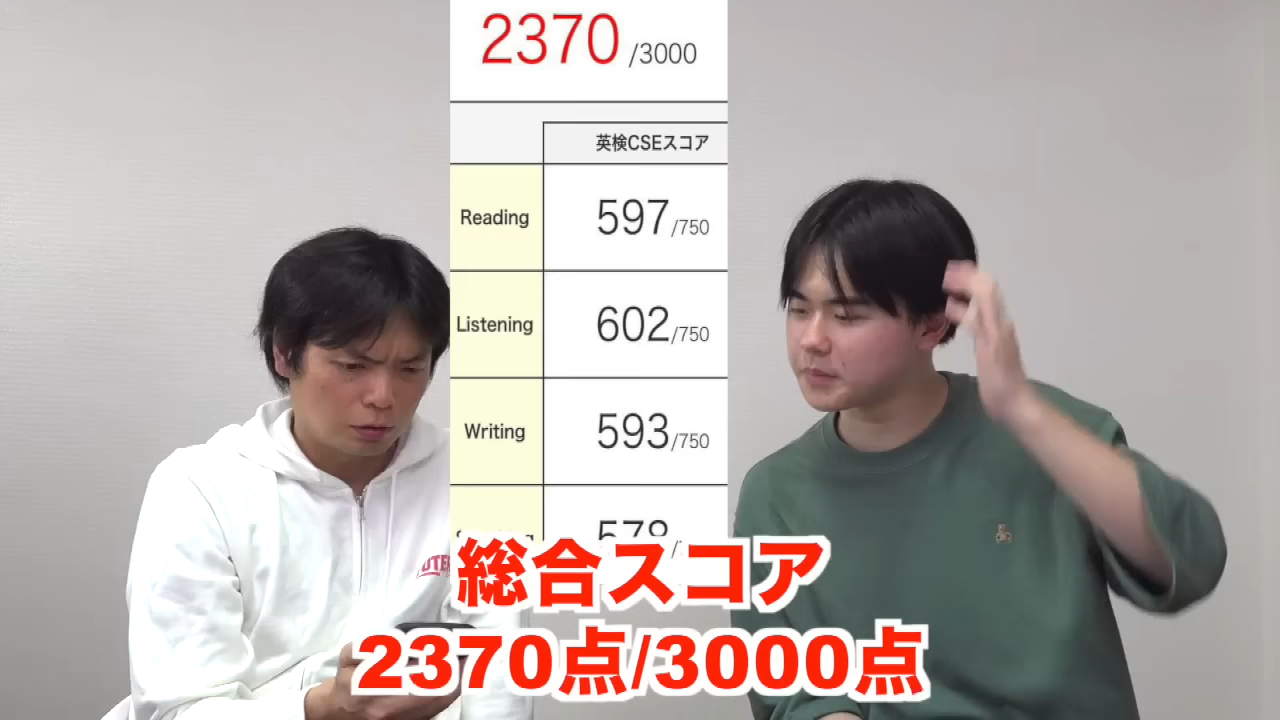 2370 /3000
英検CSEスコア
Reading 597/750
Listening 602/750
Writing 593/750
578
総合スコア
2370点/3000点